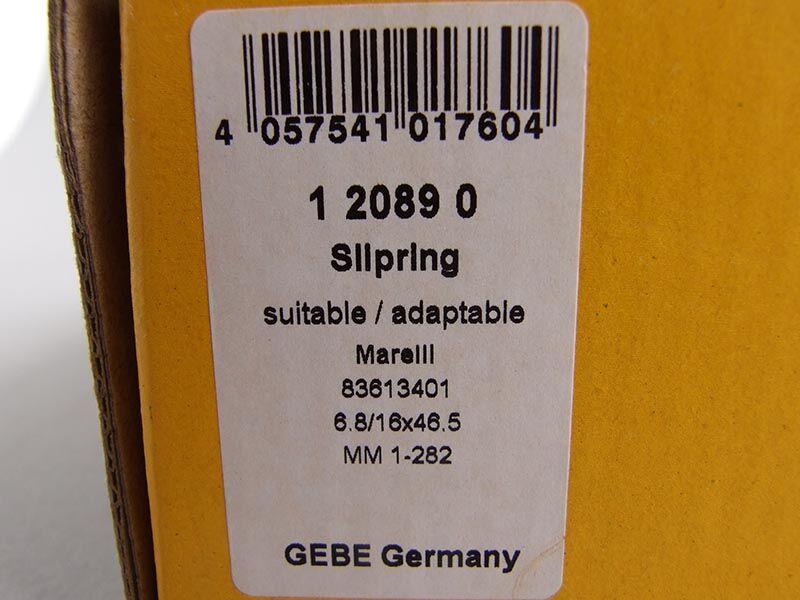 4 057541 017604
1 2089 0
Slipring
suitable / adaptable
Marelli
83613401
6.8/16x46.5
MM 1-282
GEBE Germany